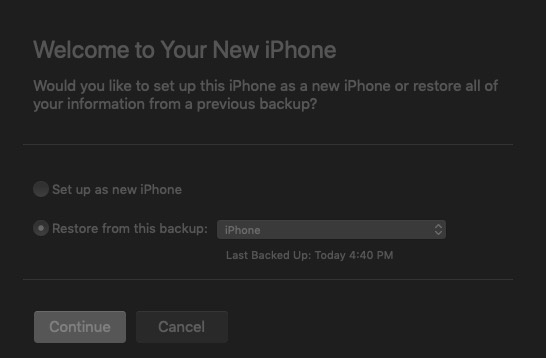 Welcome to Your New iPhone
Would you like to set up this iPhone as a new iPhone or restore all of
your information from a previous backup?
Set up as new iPhone
Restore from this backup: iPhone
Last Backed Up: Today 4:40 PM
Continue Cancel